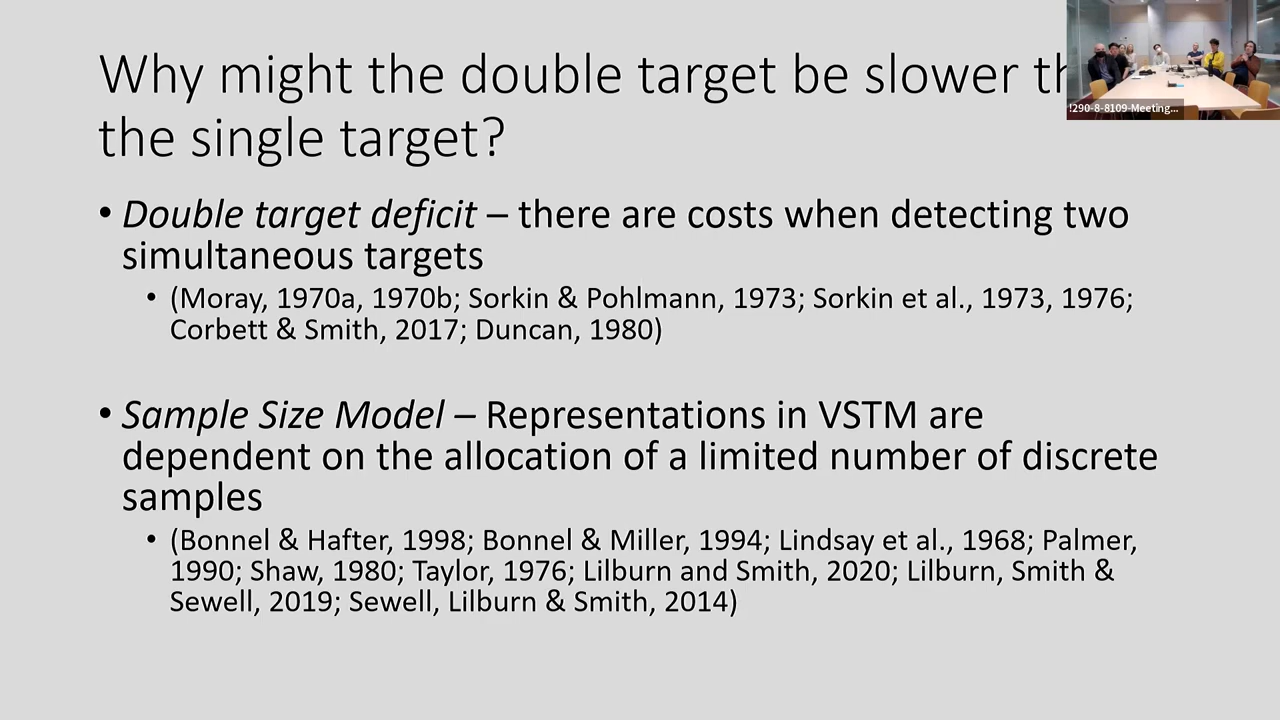 Why might the double target be slower th
the single target?
• Double target deficit – there are costs when detecting two
simultaneous targets
• (Moray, 1970a, 1970b; Sorkin & Pohlmann, 1973; Sorkin et al., 1973, 1976;
Corbett & Smith, 2017; Duncan, 1980)
• Sample Size Model – Representations in VSTM are
dependent on the allocation of a limited number of discrete
samples
• (Bonnel & Hafter, 1998; Bonnel & Miller, 1994; Lindsay et al., 1968; Palmer,
1990; Shaw, 1980; Taylor, 1976; Lilburn and Smith, 2020; Lilburn, Smith &
Sewell, 2019; Sewell, Lilburn & Smith, 2014)
!290-8-8109-Meeting...